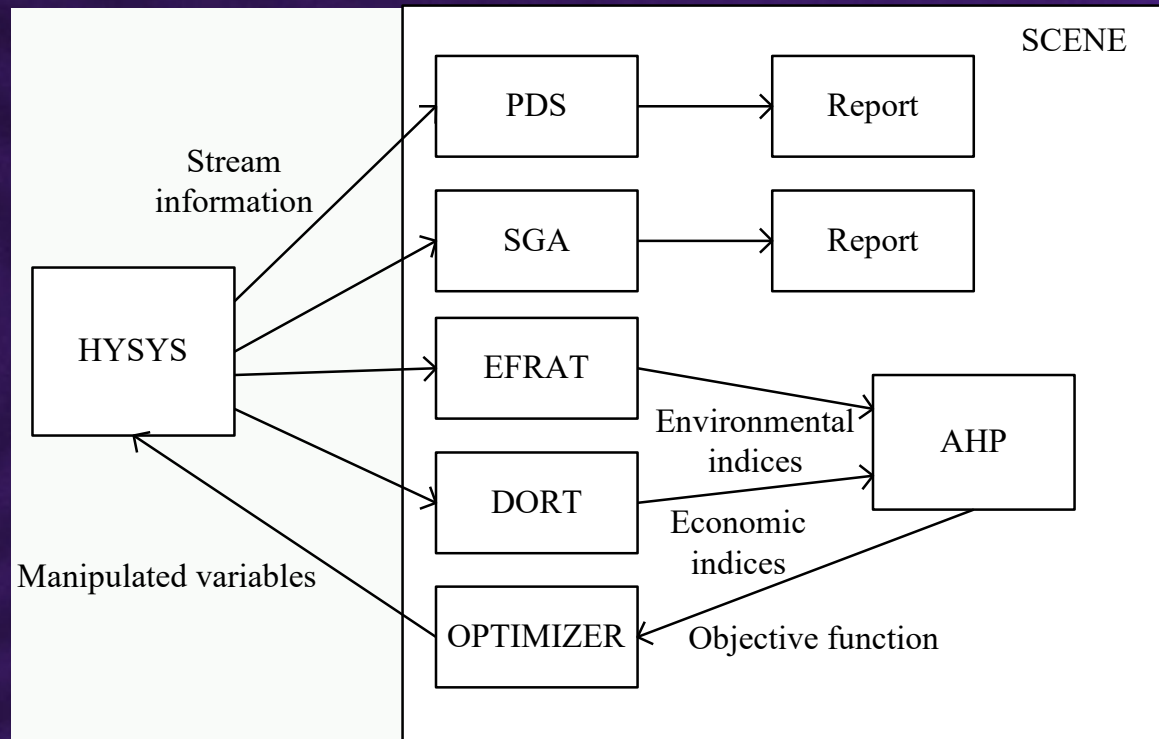 SCENE
PDS
Report
Stream
information
SGA
Report
HYSYS
EFRAT
Environmental
indices
AHP
DORT
Economic
indices
Manipulated variables
OPTIMIZER
Objective function